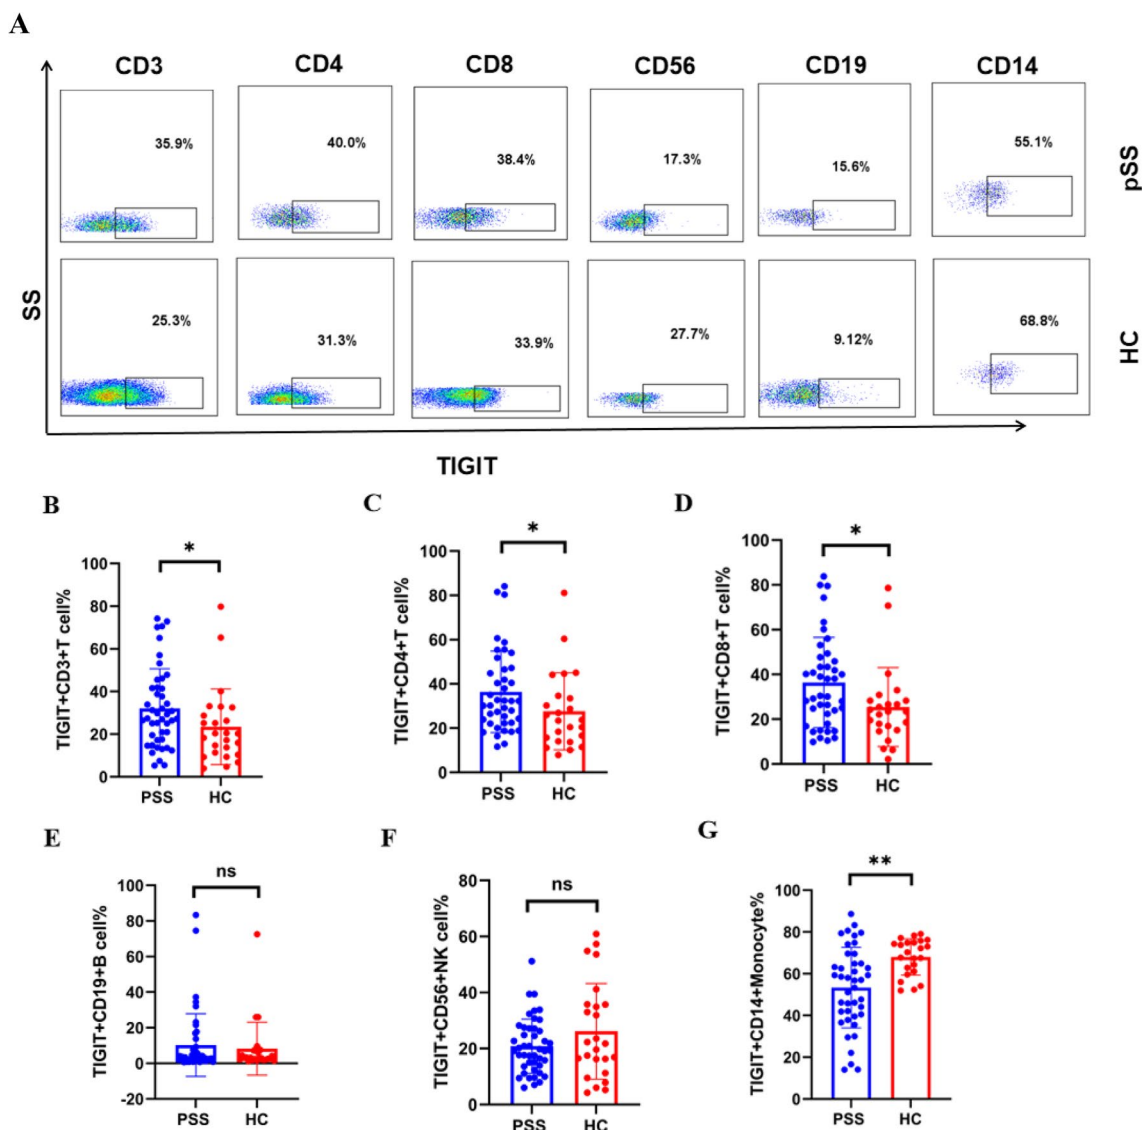 A
CD3 CD4 CD8 CD56 CD19 CD14
35.9% 40.0% 38.4% 17.3% 15.6% 55.1%
pSS
25.3% 31.3% 33.9% 27.7% 9.12% 68.8%
HC
SS
TIGIT
B
*
TIGIT+CD3+T cell%
100
80
60
40
20
0
PSS HC
C
*
TIGIT+CD4+T cell%
100
80
60
40
20
0
PSS HC
D
*
TIGIT+CD8+T cell%
100
80
60
40
20
0
PSS HC
E
ns
TIGIT+CD19+B cell%
100
80
60
40
20
0
-20
PSS HC
F
ns
TIGIT+CD56+NK cell%
80
60
40
20
0
PSS HC
G
**
TIGIT+CD14+Monocyte%
100
80
60
40
20
0
PSS HC